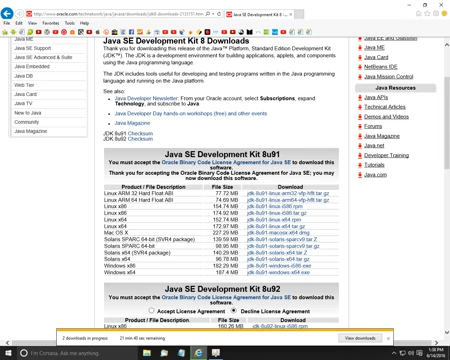 http://www.oracle.com/technetwork/java/javase/downloads/jdk8-downloads-2133151.html
Java SE Development Kit 8 ...
File Edit View Favorites Tools Help
Java ME
Java SE Support
Java SE Advanced & Suite
Java Embedded
Java DB
Web Tier
Java Card
Java TV
New to Java
Community
Java Magazine
Java SE Development Kit 8 Downloads
Thank you for downloading this release of the Java™ Platform, Standard Edition Development Kit
(JDK™). The JDK is a development environment for building applications, applets, and components
using the Java programming language.
The JDK includes tools useful for developing and testing programs written in the Java programming
language and running on the Java platform.
See also:
Java Developer Newsletter: From your Oracle account, select Subscriptions, expand
Technology, and subscribe to Java
Java Developer Day hands-on workshops (free) and other events
Java Magazine
JDK 8u91 Checksum
JDK 8u92 Checksum
Java SE Development Kit 8u91
You must accept the Oracle Binary Code License Agreement for Java SE to download this
software.
Thank you for accepting the Oracle Binary Code License Agreement for Java SE; you may
now download this software.
Product / File Description File Size Download
Linux ARM 32 Hard Float ABI 77.72 MB jdk-8u91-linux-arm32-vfp-hflt.tar.gz
Linux ARM 64 Hard Float ABI 74.69 MB jdk-8u91-linux-arm64-vfp-hflt.tar.gz
Linux x86 154.74 MB jdk-8u91-linux-i586.rpm
Linux x86 174.92 MB jdk-8u91-linux-i586.tar.gz
Linux x64 152.74 MB jdk-8u91-linux-x64.rpm
Linux x64 172.97 MB jdk-8u91-linux-x64.tar.gz
Mac OS X 227.29 MB jdk-8u91-macosx-x64.dmg
Solaris SPARC 64-bit (SVR4 package) 139.59 MB jdk-8u91-solaris-sparcv9.tar.Z
Solaris SPARC 64-bit 98.95 MB jdk-8u91-solaris-sparcv9.tar.gz
Solaris x64 (SVR4 package) 140.29 MB jdk-8u91-solaris-x64.tar.Z
Solaris x64 96.78 MB jdk-8u91-solaris-x64.tar.gz
Windows x86 182.29 MB jdk-8u91-windows-i586.exe
Windows x64 187.4 MB jdk-8u91-windows-x64.exe
Java SE Development Kit 8u92
You must accept the Oracle Binary Code License Agreement for Java SE to download this
software.
Accept License Agreement Decline License Agreement
Product / File Description File Size Download
Linux x86 160.26 MB jdk-8u92-linux-i586.rpm
Java EE and Glassfish
Java ME
Java Card
NetBeans IDE
Java Mission Control
Java Resources
Java APIs
Technical Articles
Demos and Videos
Forums
Java Magazine
Java.net
Developer Training
Tutorials
Java.com
2 downloads in progress 21 min 40 sec remaining View downloads
I'm Cortana. Ask me anything.
1:58 PM
6/14/2016